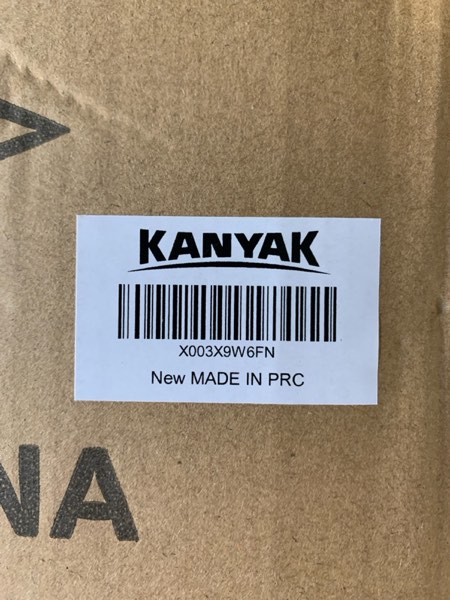 KANYAK
X003X9W6FN
New MADE IN PRC
NA